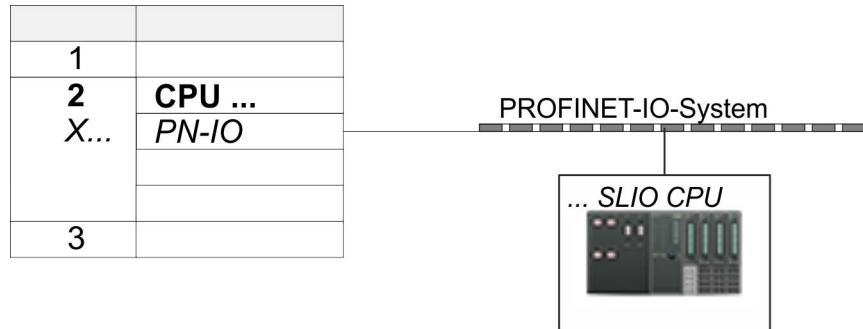 1
2 CPU ...
X... PN-IO
3
PROFINET-IO-System
... SLIO CPU